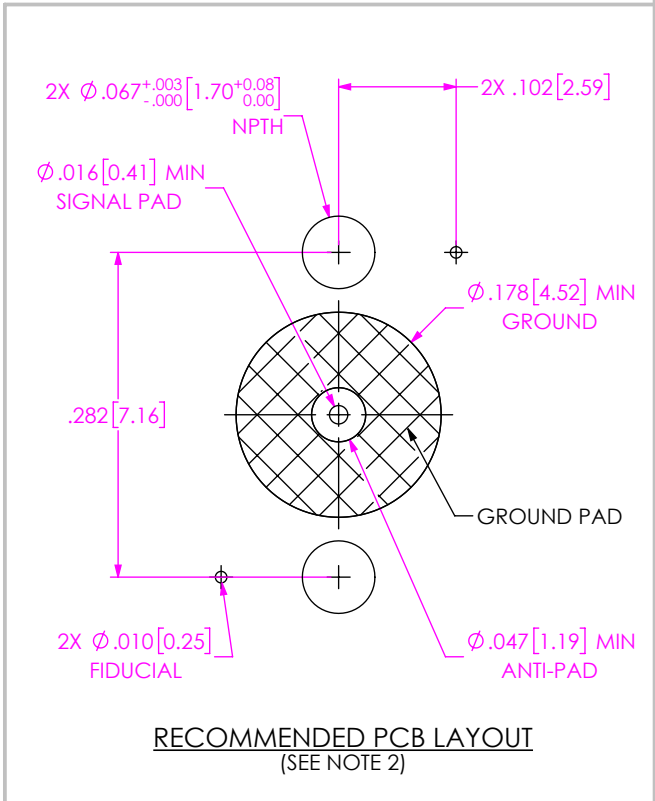 2X Ø.067 +.003 -.000 [1.70 +0.08 0.00]
NPTH
2X .102[2.59]
Ø.016[0.41] MIN
SIGNAL PAD
Ø.178[4.52] MIN
GROUND
.282[7.16]
GROUND PAD
2X Ø.010[0.25]
FIDUCIAL
Ø.047[1.19] MIN
ANTI-PAD
RECOMMENDED PCB LAYOUT
(SEE NOTE 2)